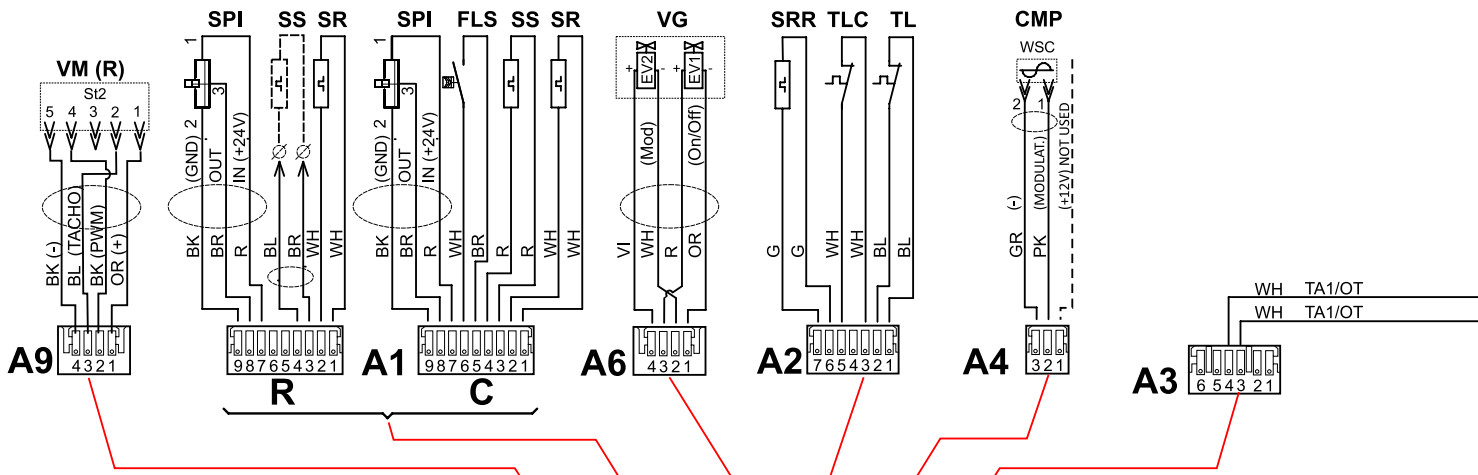 SPI SS SR SPI FLS SS SR VG SRR TLC TL CMP
WSC
VM (R)
St2
5 4 3 2 1
1 3 2
1 3 2
+ EV2 - + EV1 -
2 1
(GND) OUT IN (+24V)
(GND) OUT IN (+24V)
(Mod) (On/Off)
(-) (MODULAT.) (+12V) NOT USED
BK (-) BL (TACHO) BK (PWM) OR (+)
BK BR R BL BR WH WH
BK BR R WH BR R R WH WH
VI WH R OR
G G WH WH BL BL
GR PK
WH TA1/OT
WH TA1/OT
A9 4 3 2 1
9 8 7 6 5 4 3 2 1
R
A1
9 8 7 6 5 4 3 2 1
C
A6 4 3 2 1
A2 7 6 5 4 3 2 1
A4 3 2 1
A3 6 5 4 3 2 1